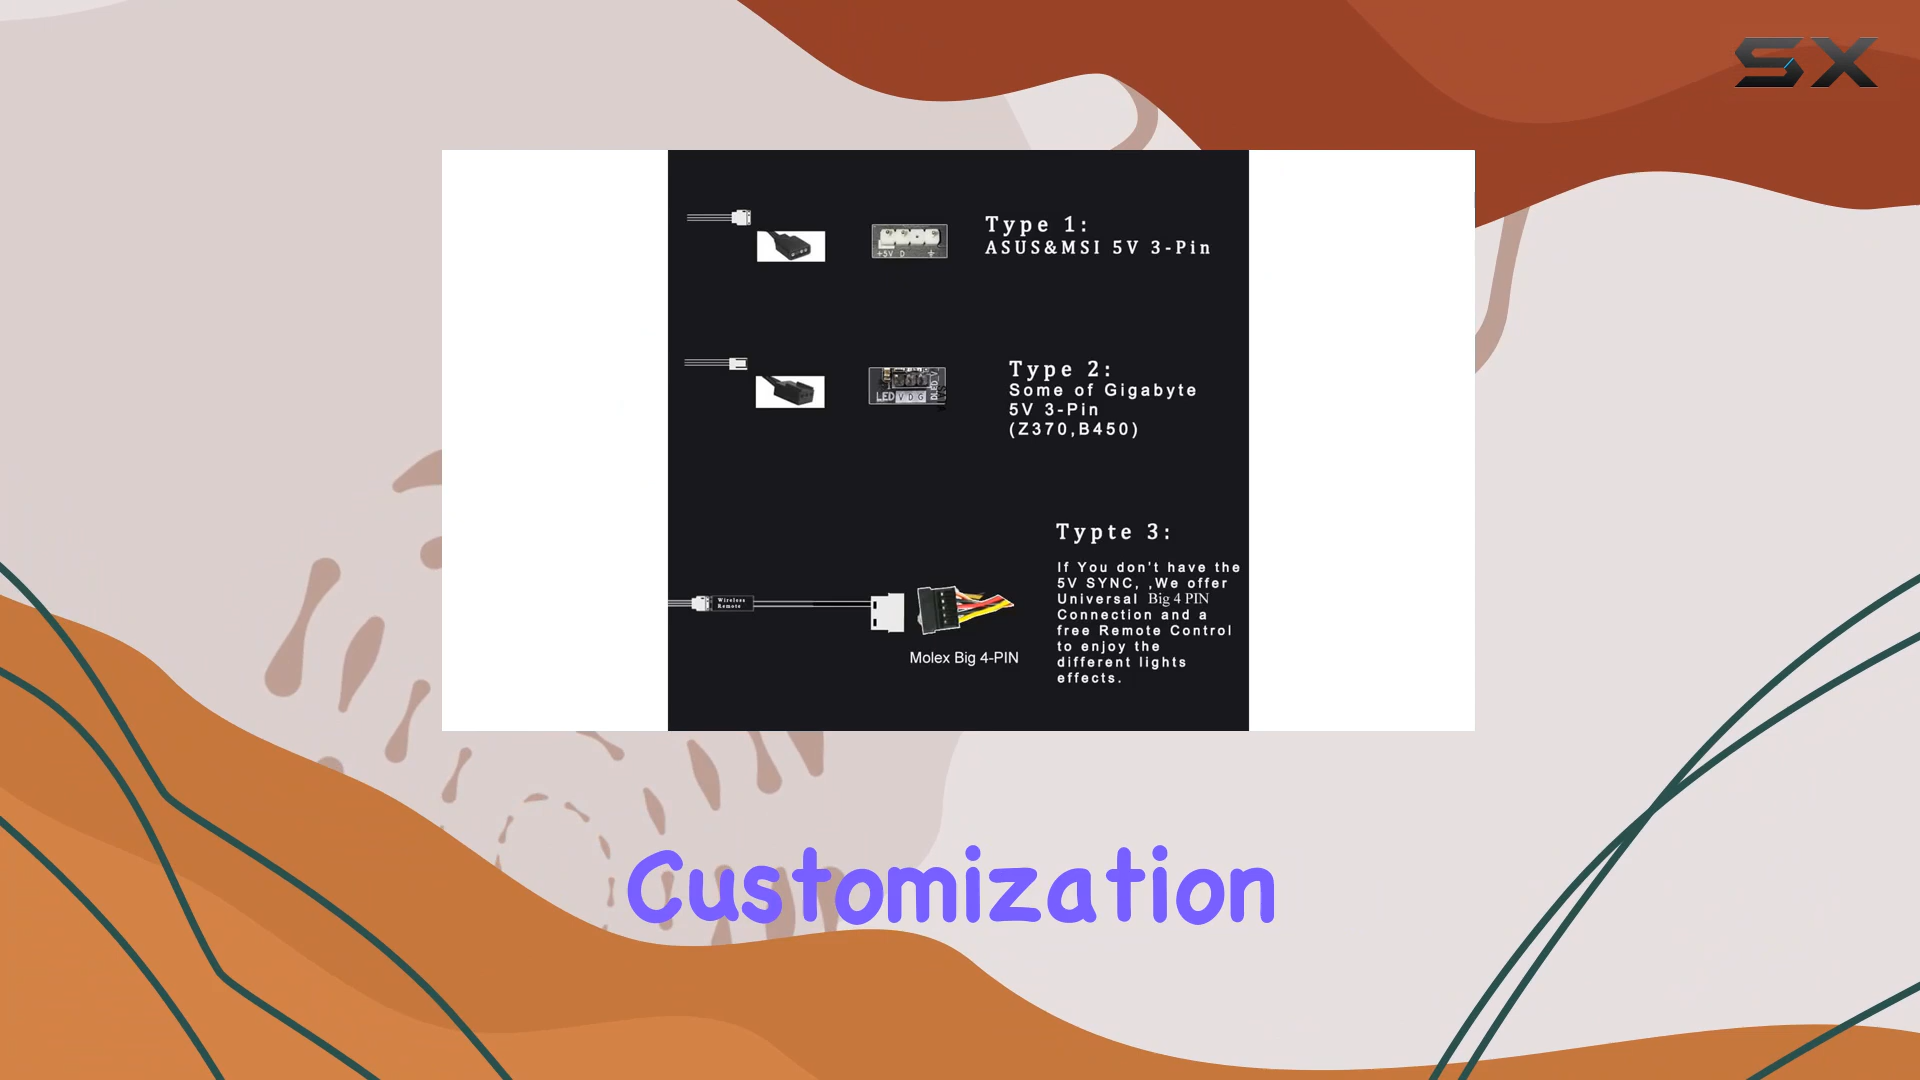 SX
Type 1:
ASUS&MSI 5V 3-Pin
+5V D
Type 2:
Some of Gigabyte
5V 3-Pin
(Z370,B450)
LED V D G
DLED_V
Typte 3:
If You don't have the
5V SYNC, ,We offer
Universal Big 4 PIN
Connection and a
free Remote Control
to enjoy the
different lights
effects.
Wireless
Remote
Molex Big 4-PIN
Customization